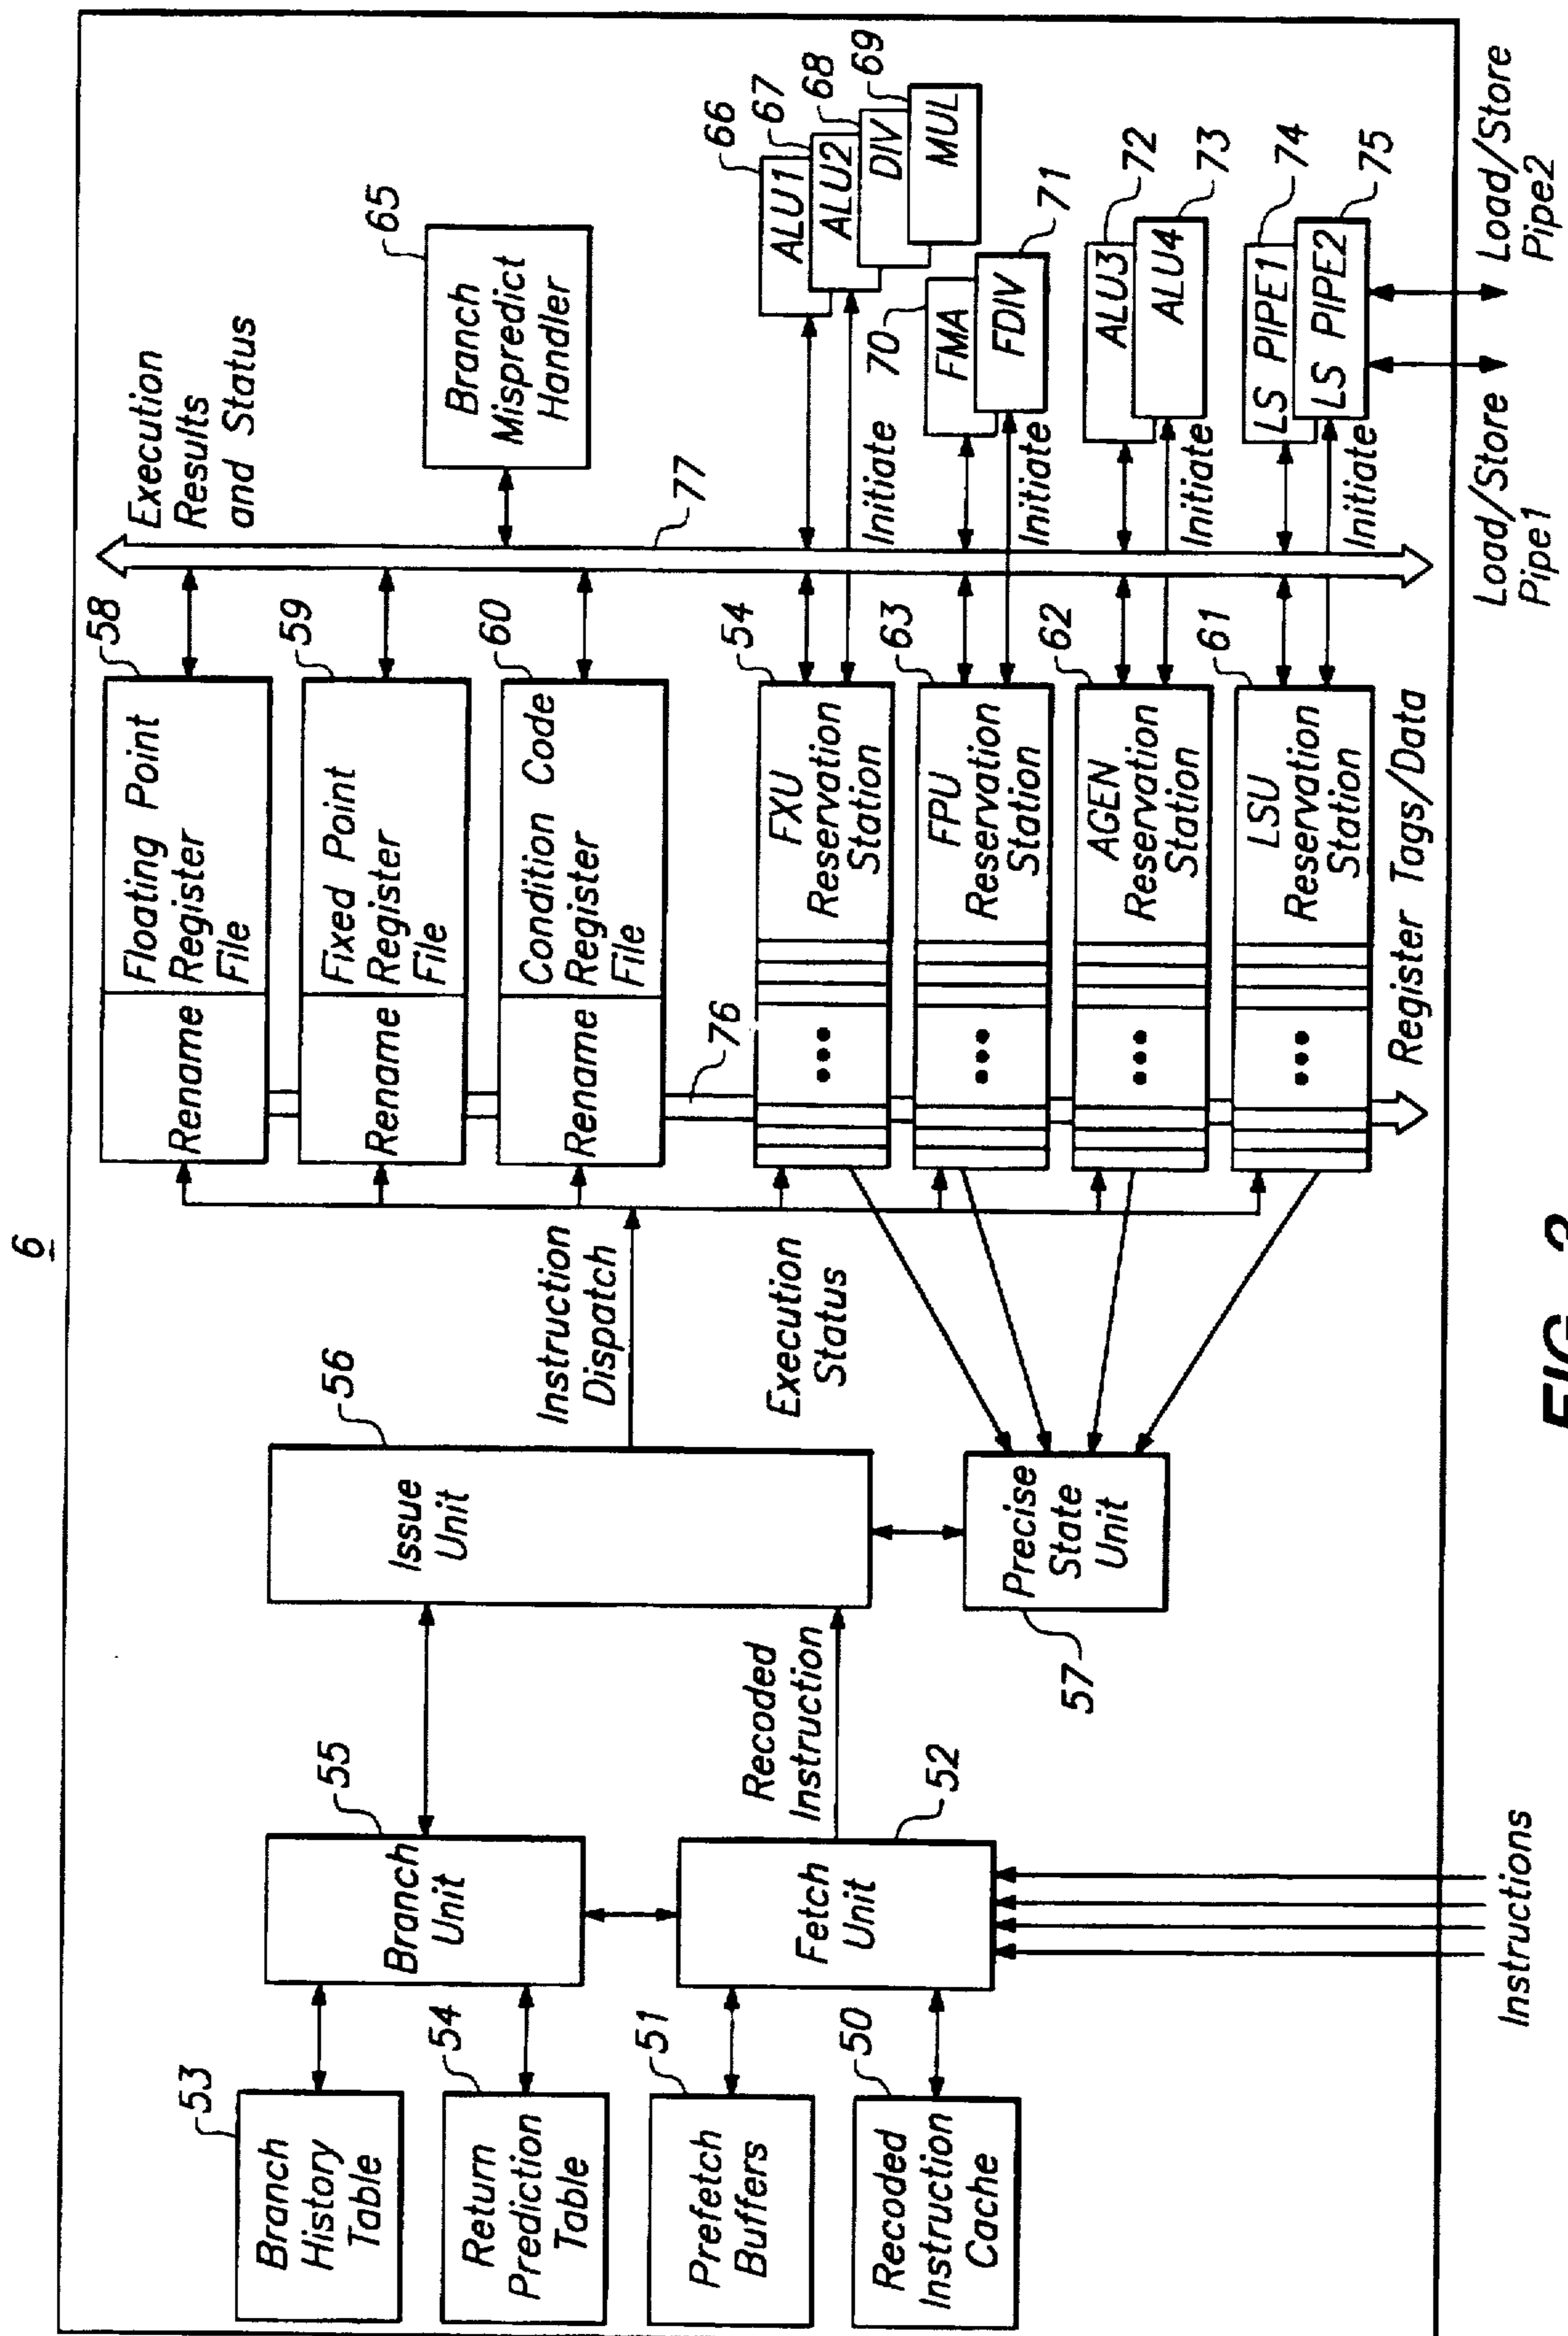 6
53
Branch
History
Table
54
Return
Prediction
Table
51
Prefetch
Buffers
50
Recoded
Instruction
Cache
55
Branch
Unit
52
Fetch
Unit
Instructions
Recoded
Instruction
56
Issue
Unit
57
Precise
State
Unit
Instruction
Dispatch
Execution
Status
58
Rename
Floating Point
Register
File
59
Rename
Fixed Point
Register
File
60
Rename
Condition Code
Register
File
76
54
FXU
Reservation
Station
63
FPU
Reservation
Station
62
AGEN
Reservation
Station
61
LSU
Reservation
Station
Register Tags/Data
Execution
Results
and Status
77
65
Branch
Mispredict
Handler
66
ALU1
67
ALU2
68
DIV
69
MUL
Initiate
70
FMA
FDIV
71
Initiate
ALU3
72
ALU4
73
Initiate
LS PIPE1
74
LS PIPE2
75
Initiate
Load/Store
Pipe1
Load/Store
Pipe2